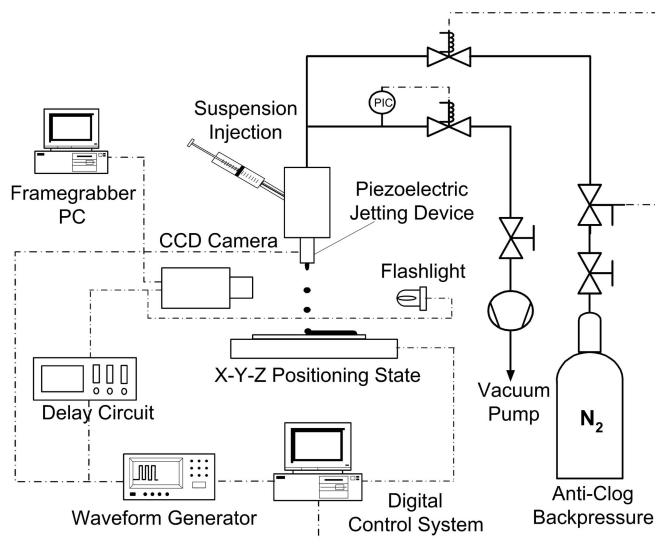 Suspension
Injection
PIC
Framegrabber
PC
Piezoelectric
Jetting Device
CCD Camera
Flashlight
X-Y-Z Positioning State
Delay Circuit
Vacuum
Pump
N2
Waveform Generator
Digital
Control System
Anti-Clog
Backpressure